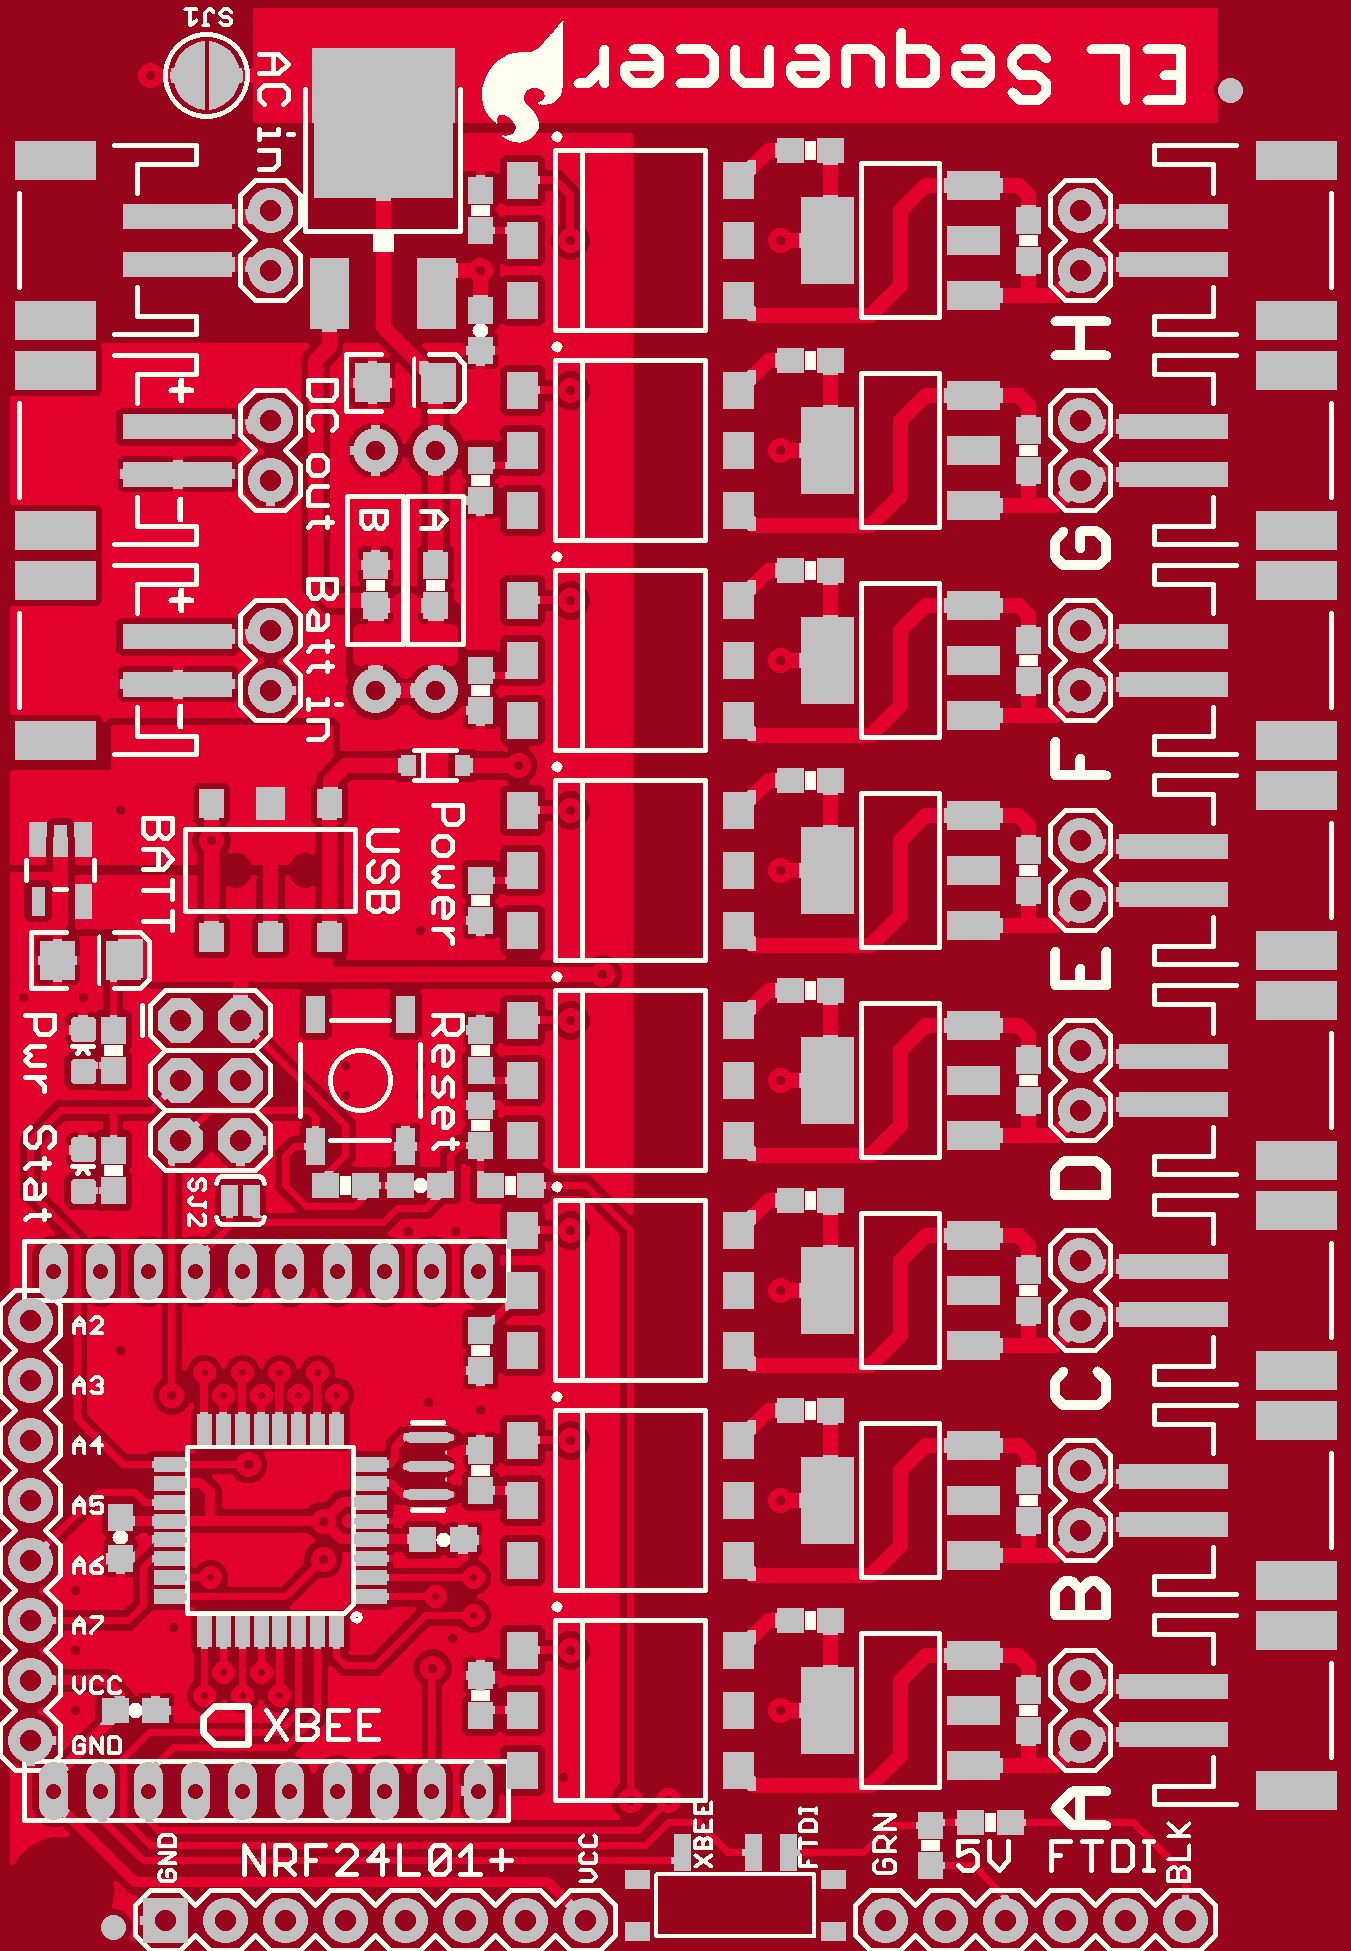 SJ1
EL Sequencer
AC in
H
DC out
+
-
B
A
G
Batt in
+
-
F
BATT
USB
Power
E
Pwr
Reset
D
Stat
SJ2
A2
A3
C
A4
A5
A6
A7
B
VCC
XBEE
GND
A
GND
NRF24L01+
VCC
XBEE
FTDI
GRN
5V FTDI
BLK